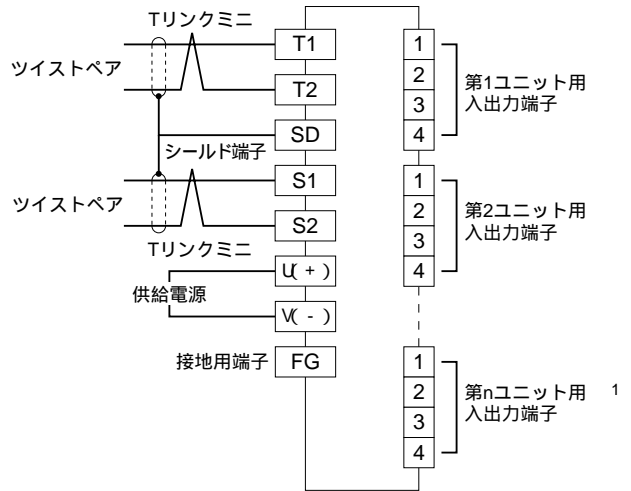 Tリンクミニ
ツイストペア
T1
T2
SD
シールド端子
S1
ツイストペア
S2
Tリンクミニ
U( + )
供給電源
V( - )
接地用端子
FG
1
2
3
4
第1ユニット用
入出力端子
1
2
3
4
第2ユニット用
入出力端子
1
2
3
4
第nユニット用 1
入出力端子